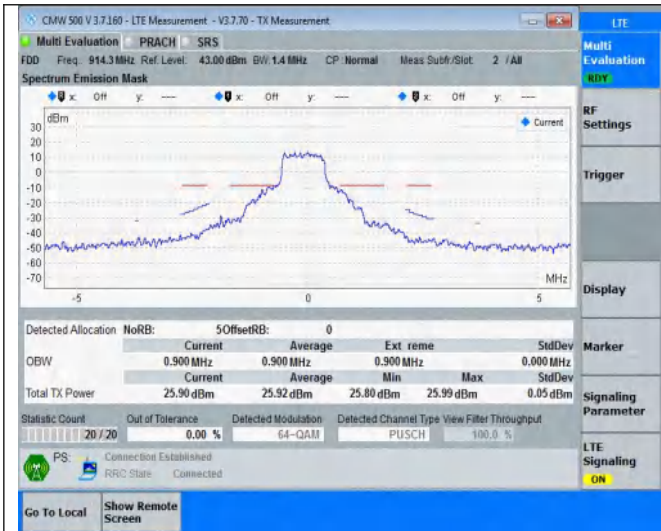 CMW 500 V 3.7.160 - LTE Measurement - V3.7.70 - TX Measurement
LTE
Multi Evaluation PRACH SRS
Multi Evaluation
RDY
FDD Freq.: 914.3 MHz Ref. Level: 43.00 dBm BW: 1.4 MHz CP: Normal Meas Subfr./Slot: 2 / All
Spectrum Emission Mask
x: Off y: --- x: Off y: --- x: Off y: ---
dBm
Current
30
20
10
0
-10
-20
-30
-40
-50
-60
-70
MHz
-5 0 5
RF Settings
Trigger
Display
Marker
Signaling Parameter
LTE Signaling
ON
Detected Allocation NoRB: 5 OffsetRB: 0
Current Average Extreme StdDev
OBW 0.900 MHz 0.900 MHz 0.900 MHz 0.000 MHz
Current Average Min Max StdDev
Total TX Power 25.90 dBm 25.92 dBm 25.80 dBm 25.99 dBm 0.05 dBm
Statistic Count Out of Tolerance Detected Modulation Detected Channel Type View Filter Throughput
20 / 20 0.00 % 64-QAM PUSCH 100.0 %
PS: Connection Established
RRC State Connected
Go To Local Show Remote Screen